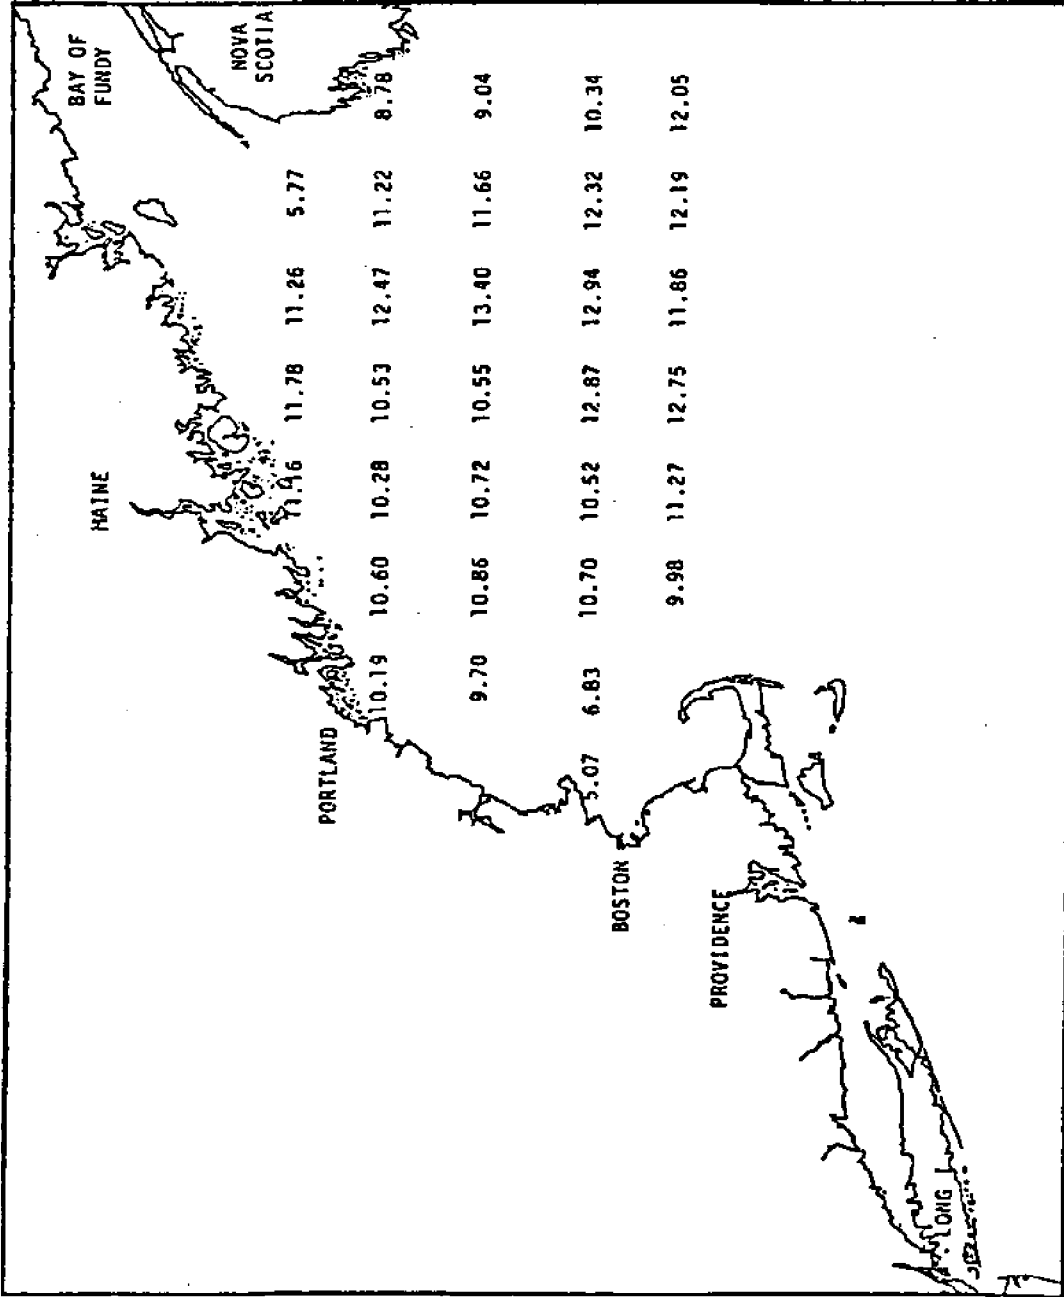 BAY OF
FUNDY
MAINE
NOVA
SCOTIA
11.16 11.78 11.26 5.77
PORTLAND
10.19 10.60 10.28 10.53 12.47 11.22 8.78
9.70 10.86 10.72 10.55 13.40 11.66 9.04
5.07 6.83 10.70 10.52 12.87 12.94 12.32 10.34
BOSTON
9.98 11.27 12.75 11.86 12.19 12.05
PROVIDENCE
LONG I